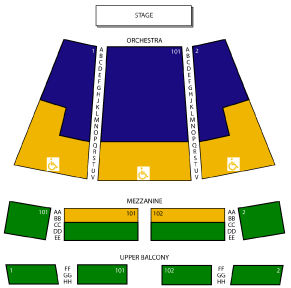 STAGE
ORCHESTRA
1 101 2
A A
B B
C C
D D
E E
F F
G G
H H
J J
K K
L L
M M
N N
O O
P P
Q Q
R R
S S
T T
U U
V V
MEZZANINE
101 AA 101 102 AA 2
BB BB
CC CC
DD DD
EE EE
UPPER BALCONY
1 FF 101 102 FF 2
GG GG
HH HH